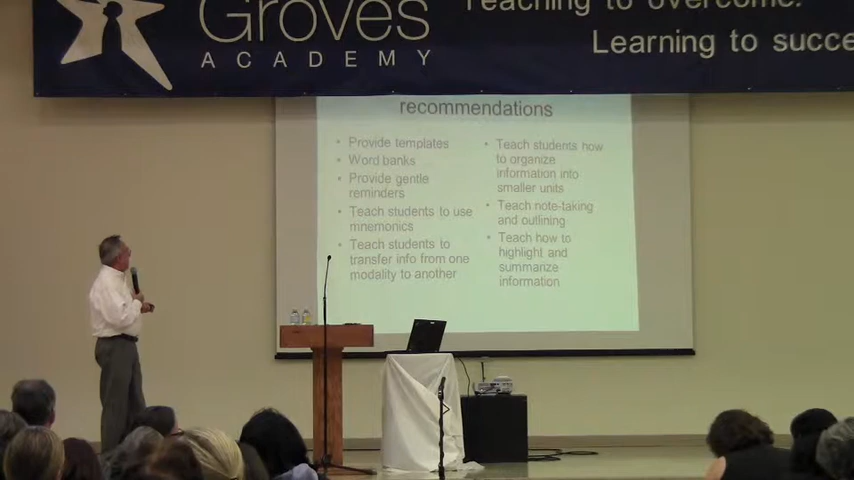 Groves
ACADEMY
Teaching to overcome.
Learning to succee
recommendations
• Provide templates
• Word banks
• Provide gentle
reminders
• Teach students to use
mnemonics
• Teach students to
transfer info from one
modality to another
• Teach students how
to organize
information into
smaller units
• Teach note-taking
and outlining
• Teach how to
highlight and
summarize
information